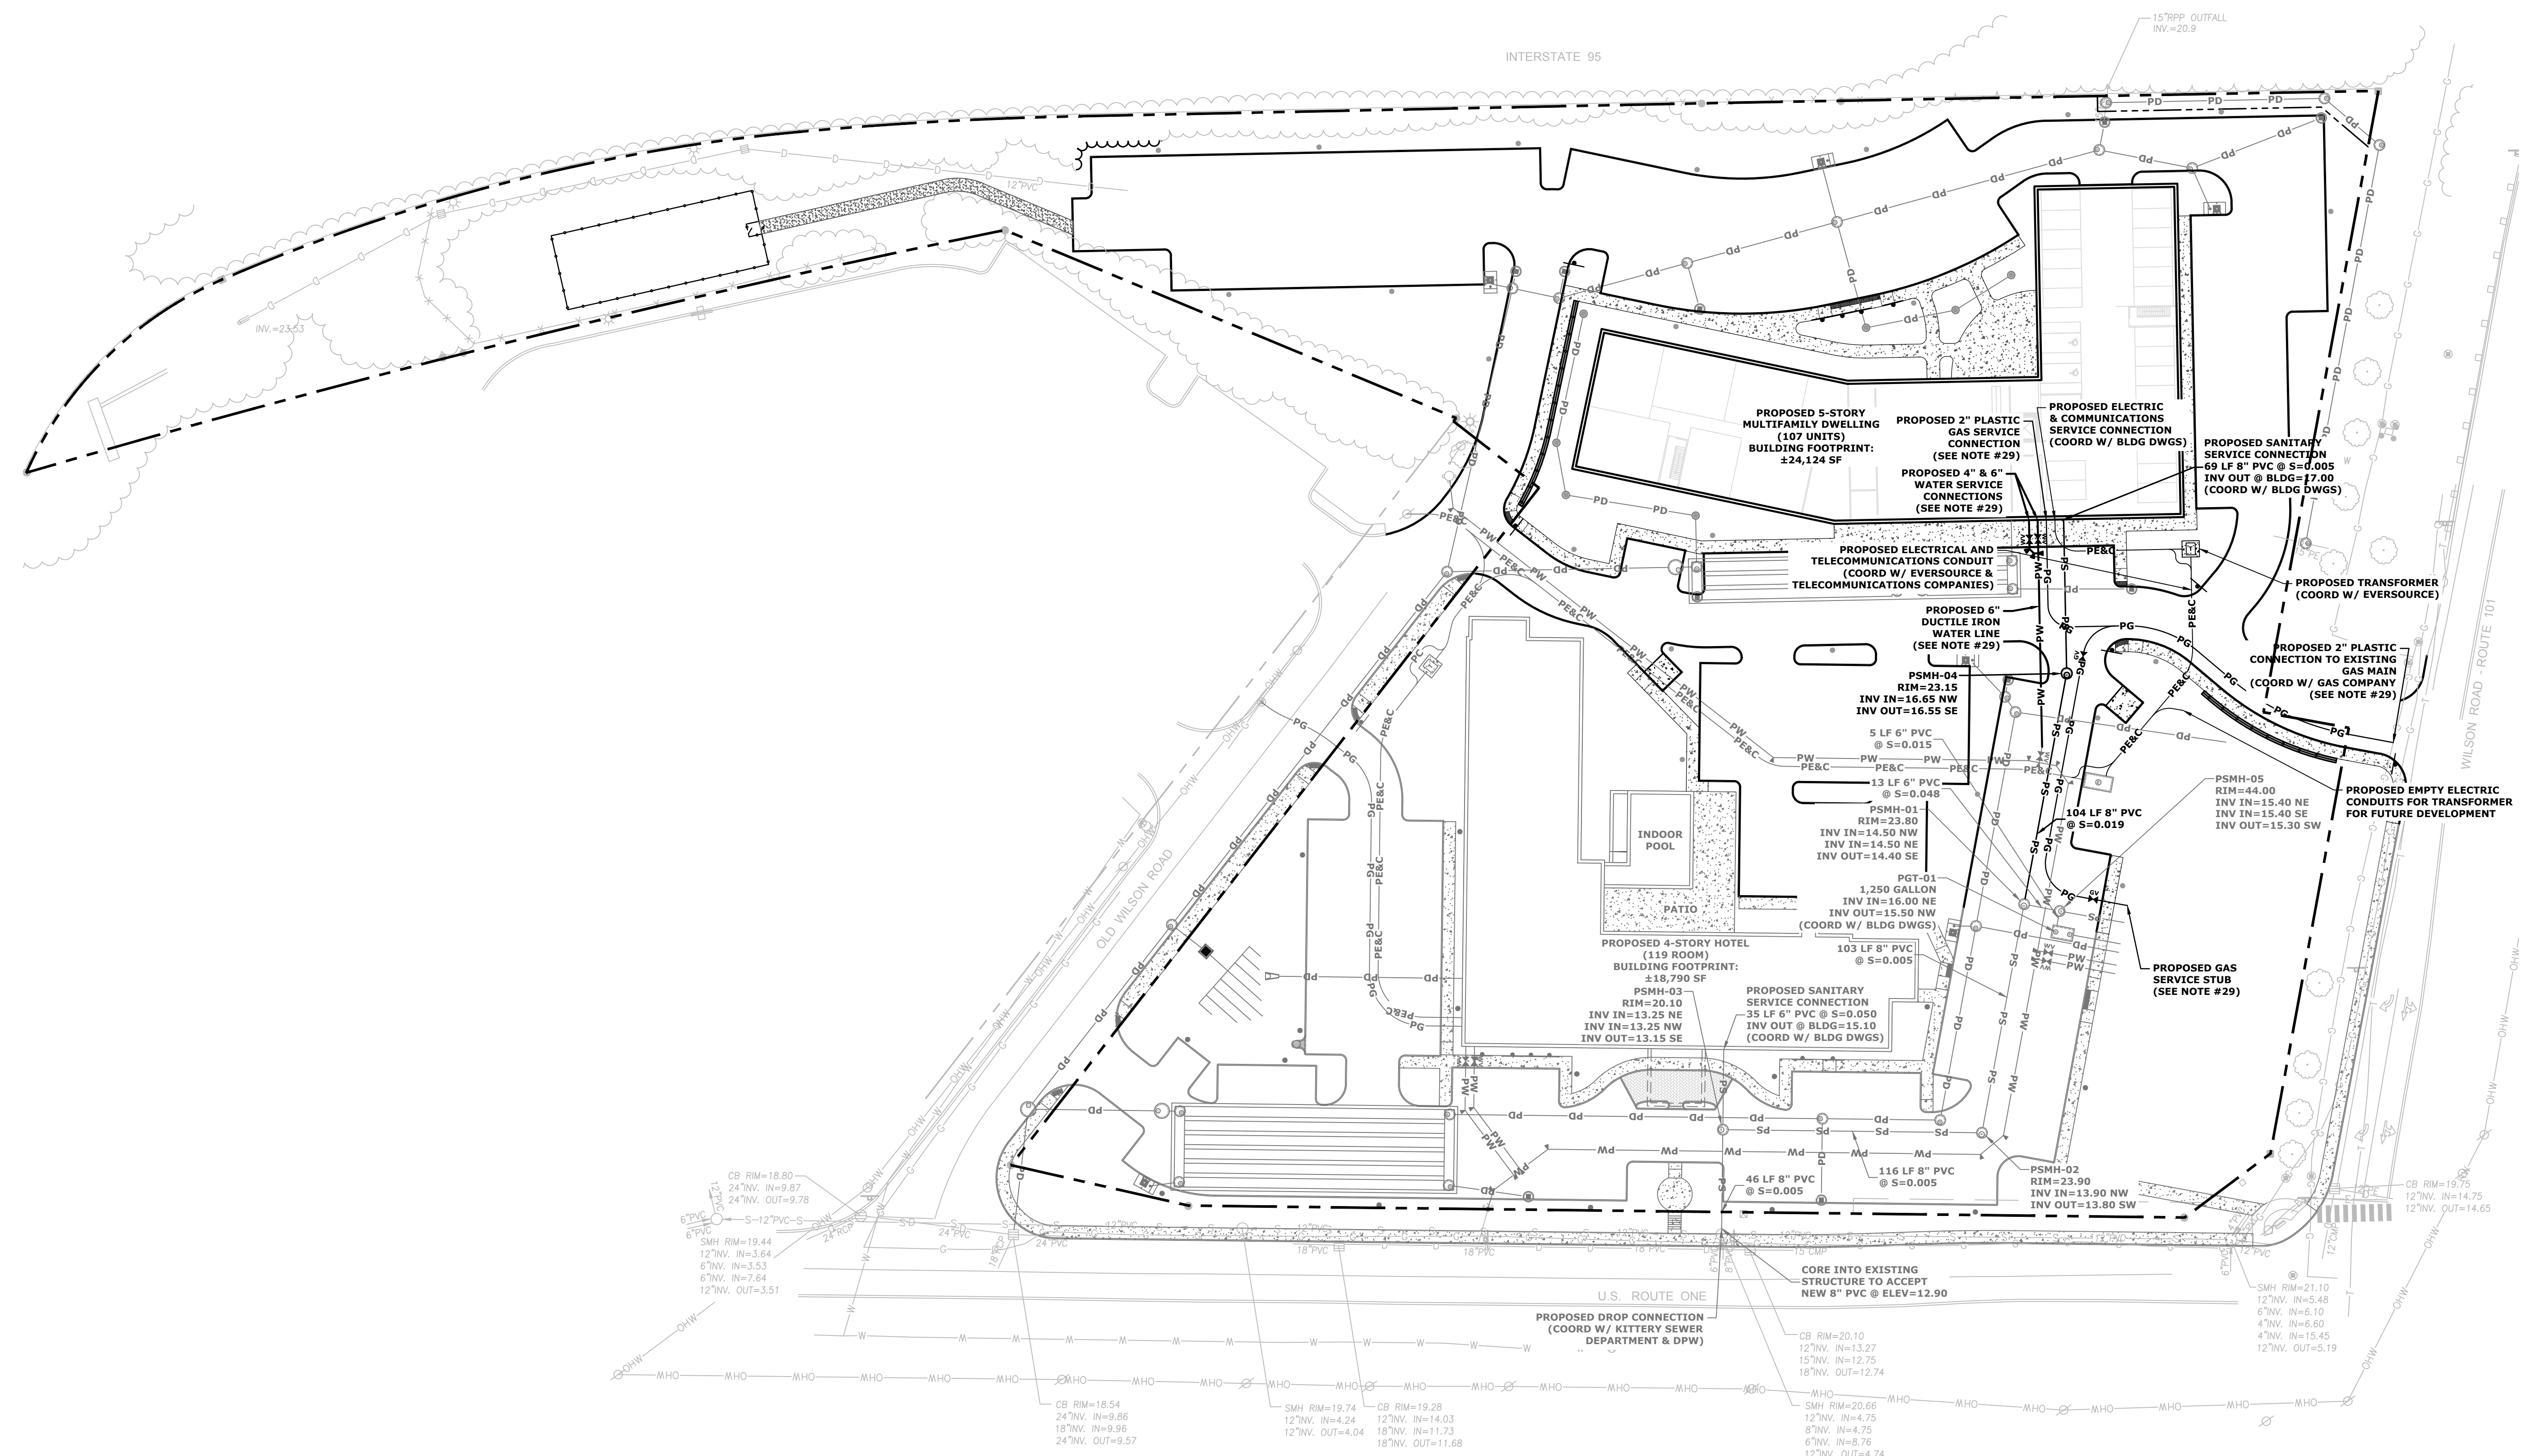 15"RPP OUTFALL
INV.=20.9
INTERSTATE 95
12"PVC
INV.=23.53
PROPOSED 5-STORY
MULTIFAMILY DWELLING
(107 UNITS)
BUILDING FOOTPRINT:
±24,124 SF
PROPOSED 2" PLASTIC
GAS SERVICE
CONNECTION
(SEE NOTE #29)
PROPOSED 4" & 6"
WATER SERVICE
CONNECTIONS
(SEE NOTE #29)
PROPOSED ELECTRIC
& COMMUNICATIONS
SERVICE CONNECTION
(COORD W/ BLDG DWGS)
PROPOSED SANITARY
SERVICE CONNECTION
69 LF 8" PVC @ S=0.005
INV OUT @ BLDG=17.00
(COORD W/ BLDG DWGS)
PROPOSED ELECTRICAL AND
TELECOMMUNICATIONS CONDUIT
(COORD W/ EVERSOURCE &
TELECOMMUNICATIONS COMPANIES)
PROPOSED TRANSFORMER
(COORD W/ EVERSOURCE)
PROPOSED 6"
DUCTILE IRON
WATER LINE
(SEE NOTE #29)
PROPOSED 2" PLASTIC
CONNECTION TO EXISTING
GAS MAIN
(COORD W/ GAS COMPANY
(SEE NOTE #29)
WILSON ROAD - ROUTE 101
PSMH-04
RIM=23.15
INV IN=16.65 NW
INV OUT=16.55 SE
5 LF 6" PVC
@ S=0.015
13 LF 6" PVC
@ S=0.048
PSMH-01
RIM=23.80
INV IN=14.50 NW
INV IN=14.50 NE
INV OUT=14.40 SE
PSMH-05
RIM=44.00
INV IN=15.40 NE
INV IN=15.40 SE
INV OUT=15.30 SW
PROPOSED EMPTY ELECTRIC
CONDUITS FOR TRANSFORMER
FOR FUTURE DEVELOPMENT
104 LF 8" PVC
@ S=0.019
INDOOR
POOL
PATIO
PGT-01
1,250 GALLON
INV IN=16.00 NE
INV OUT=15.50 NW
(COORD W/ BLDG DWGS)
103 LF 8" PVC
@ S=0.005
PROPOSED 4-STORY HOTEL
(119 ROOM)
BUILDING FOOTPRINT:
±18,790 SF
PROPOSED GAS
SERVICE STUB
(SEE NOTE #29)
PSMH-03
RIM=20.10
INV IN=13.25 NE
INV IN=13.25 NW
INV OUT=13.15 SE
PROPOSED SANITARY
SERVICE CONNECTION
35 LF 6" PVC @ S=0.050
INV OUT @ BLDG=15.10
(COORD W/ BLDG DWGS)
OLD WILSON ROAD
46 LF 8" PVC
@ S=0.005
116 LF 8" PVC
@ S=0.005
PSMH-02
RIM=23.90
INV IN=13.90 NW
INV OUT=13.80 SW
CB RIM=18.80
24"INV. IN=9.87
24"INV. OUT=9.78
SMH RIM=19.44
12"INV. IN=3.64
6"INV. IN=3.53
6"INV. IN=7.64
12"INV. OUT=3.51
CB RIM=19.75
12"INV. IN=14.75
12"INV. OUT=14.65
CORE INTO EXISTING
STRUCTURE TO ACCEPT
NEW 8" PVC @ ELEV=12.90
U.S. ROUTE ONE
PROPOSED DROP CONNECTION
(COORD W/ KITTERY SEWER
DEPARTMENT & DPW)
SMH RIM=21.10
12"INV. IN=5.48
6"INV. IN=6.10
4"INV. IN=6.60
4"INV. IN=15.45
12"INV. OUT=5.19
CB RIM=20.10
12"INV. IN=13.27
15"INV. IN=12.75
18"INV. OUT=12.74
CB RIM=18.54
24"INV. IN=9.86
18"INV. IN=9.96
24"INV. OUT=9.57
SMH RIM=19.74
12"INV. IN=4.24
12"INV. OUT=4.04
CB RIM=19.28
12"INV. IN=14.03
18"INV. IN=11.73
18"INV. OUT=11.68
SMH RIM=20.66
12"INV. IN=4.75
8"INV. IN=4.75
6"INV. IN=8.76
12"INV. OUT=4.74